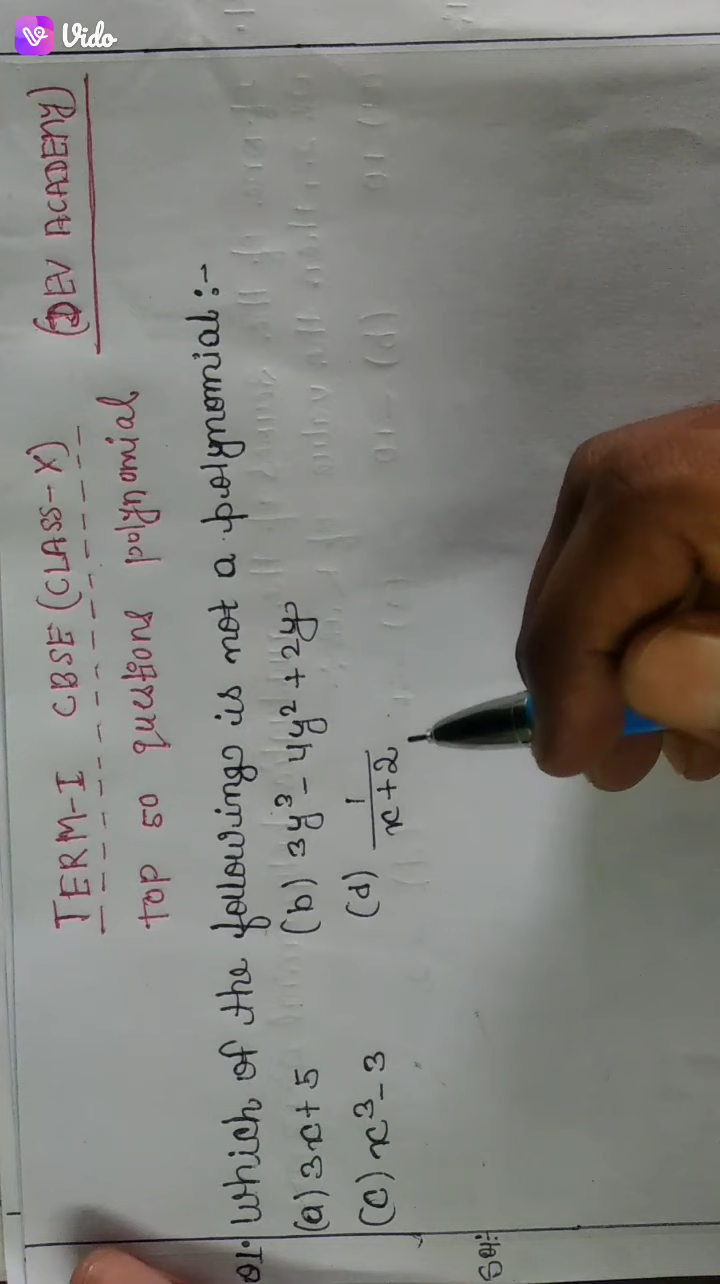 Vido
TERM-I CBSE (CLASS-X) (DEV ACADEMY)
top 50 questions polynomial
Q1. Which of the following is not a polynomial:-
(a) 3x+5 (b) 3y³-4y²+2y
(c) x³-3 (d) 1/x+2
Sol:-